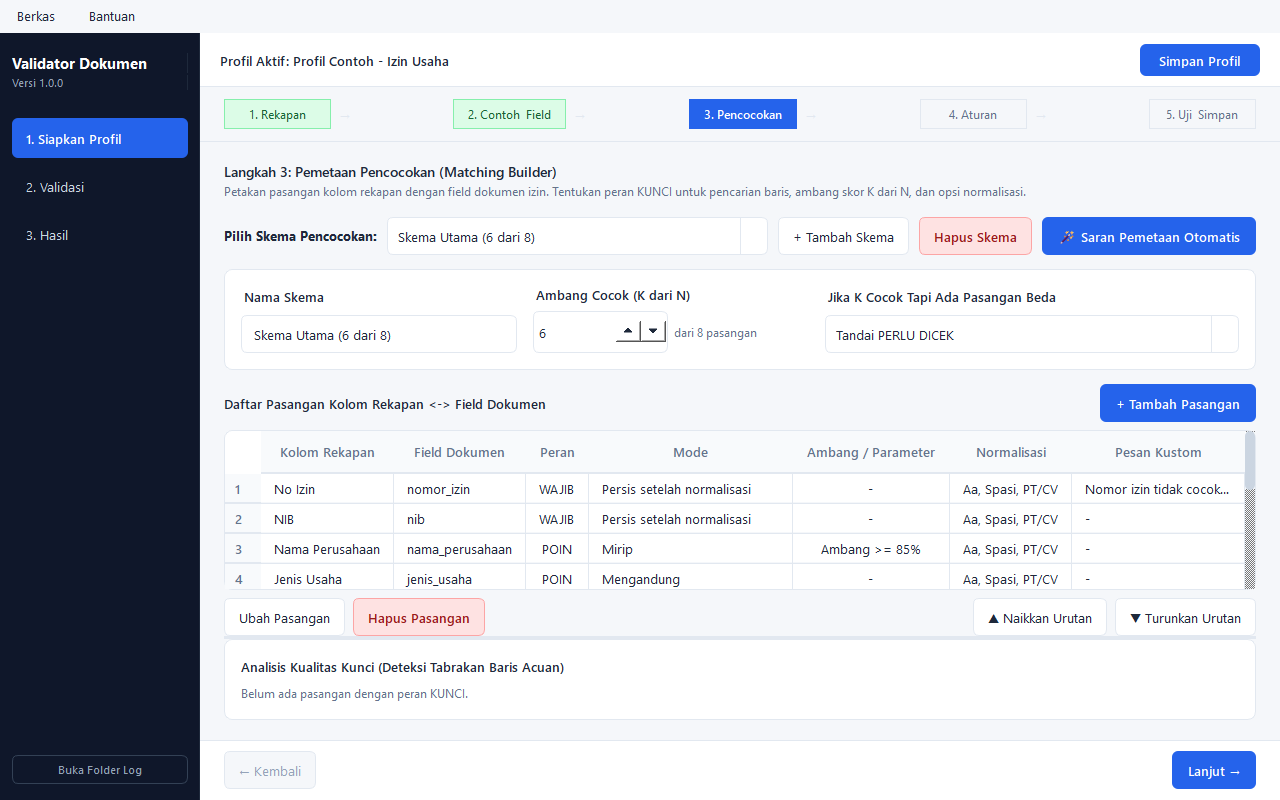 Berkas Bantuan
Validator Dokumen
Versi 1.0.0
1. Siapkan Profil
2. Validasi
3. Hasil
Buka Folder Log
Profil Aktif: Profil Contoh - Izin Usaha
Simpan Profil
1. Rekapan → 2. Contoh Field → 3. Pencocokan → 4. Aturan → 5. Uji Simpan
Langkah 3: Pemetaan Pencocokan (Matching Builder)
Petakan pasangan kolom rekapan dengan field dokumen izin. Tentukan peran KUNCI untuk pencarian baris, ambang skor K dari N, dan opsi normalisasi.
Pilih Skema Pencocokan: Skema Utama (6 dari 8) + Tambah Skema Hapus Skema Saran Pemetaan Otomatis
Nama Skema Ambang Cocok (K dari N) Jika K Cocok Tapi Ada Pasangan Beda
Skema Utama (6 dari 8) 6 ▲ ▼ dari 8 pasangan Tandai PERLU DICEK
Daftar Pasangan Kolom Rekapan <-> Field Dokumen + Tambah Pasangan
Kolom Rekapan Field Dokumen Peran Mode Ambang / Parameter Normalisasi Pesan Kustom
1 No Izin nomor_izin WAJIB Persis setelah normalisasi - Aa, Spasi, PT/CV Nomor izin tidak cocok...
2 NIB nib WAJIB Persis setelah normalisasi - Aa, Spasi, PT/CV -
3 Nama Perusahaan nama_perusahaan POIN Mirip Ambang >= 85% Aa, Spasi, PT/CV -
4 Jenis Usaha jenis_usaha POIN Mengandung - Aa, Spasi, PT/CV -
Ubah Pasangan Hapus Pasangan ▲ Naikkan Urutan ▼ Turunkan Urutan
Analisis Kualitas Kunci (Deteksi Tabrakan Baris Acuan)
Belum ada pasangan dengan peran KUNCI.
← Kembali Lanjut →